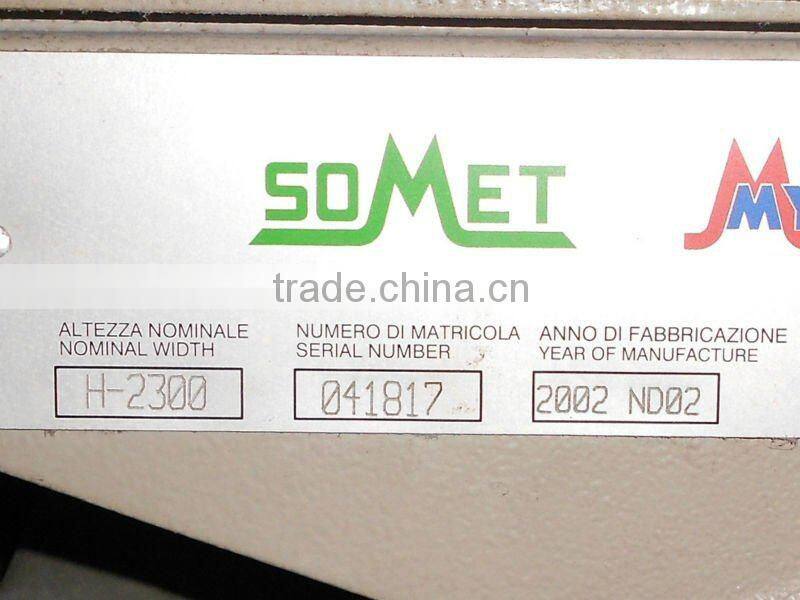 SOMET
MY
trade.china.cn
ALTEZZA NOMINALE
NOMINAL WIDTH
H-2300
NUMERO DI MATRICOLA
SERIAL NUMBER
041817
ANNO DI FABBRICAZIONE
YEAR OF MANUFACTURE
2002 ND02